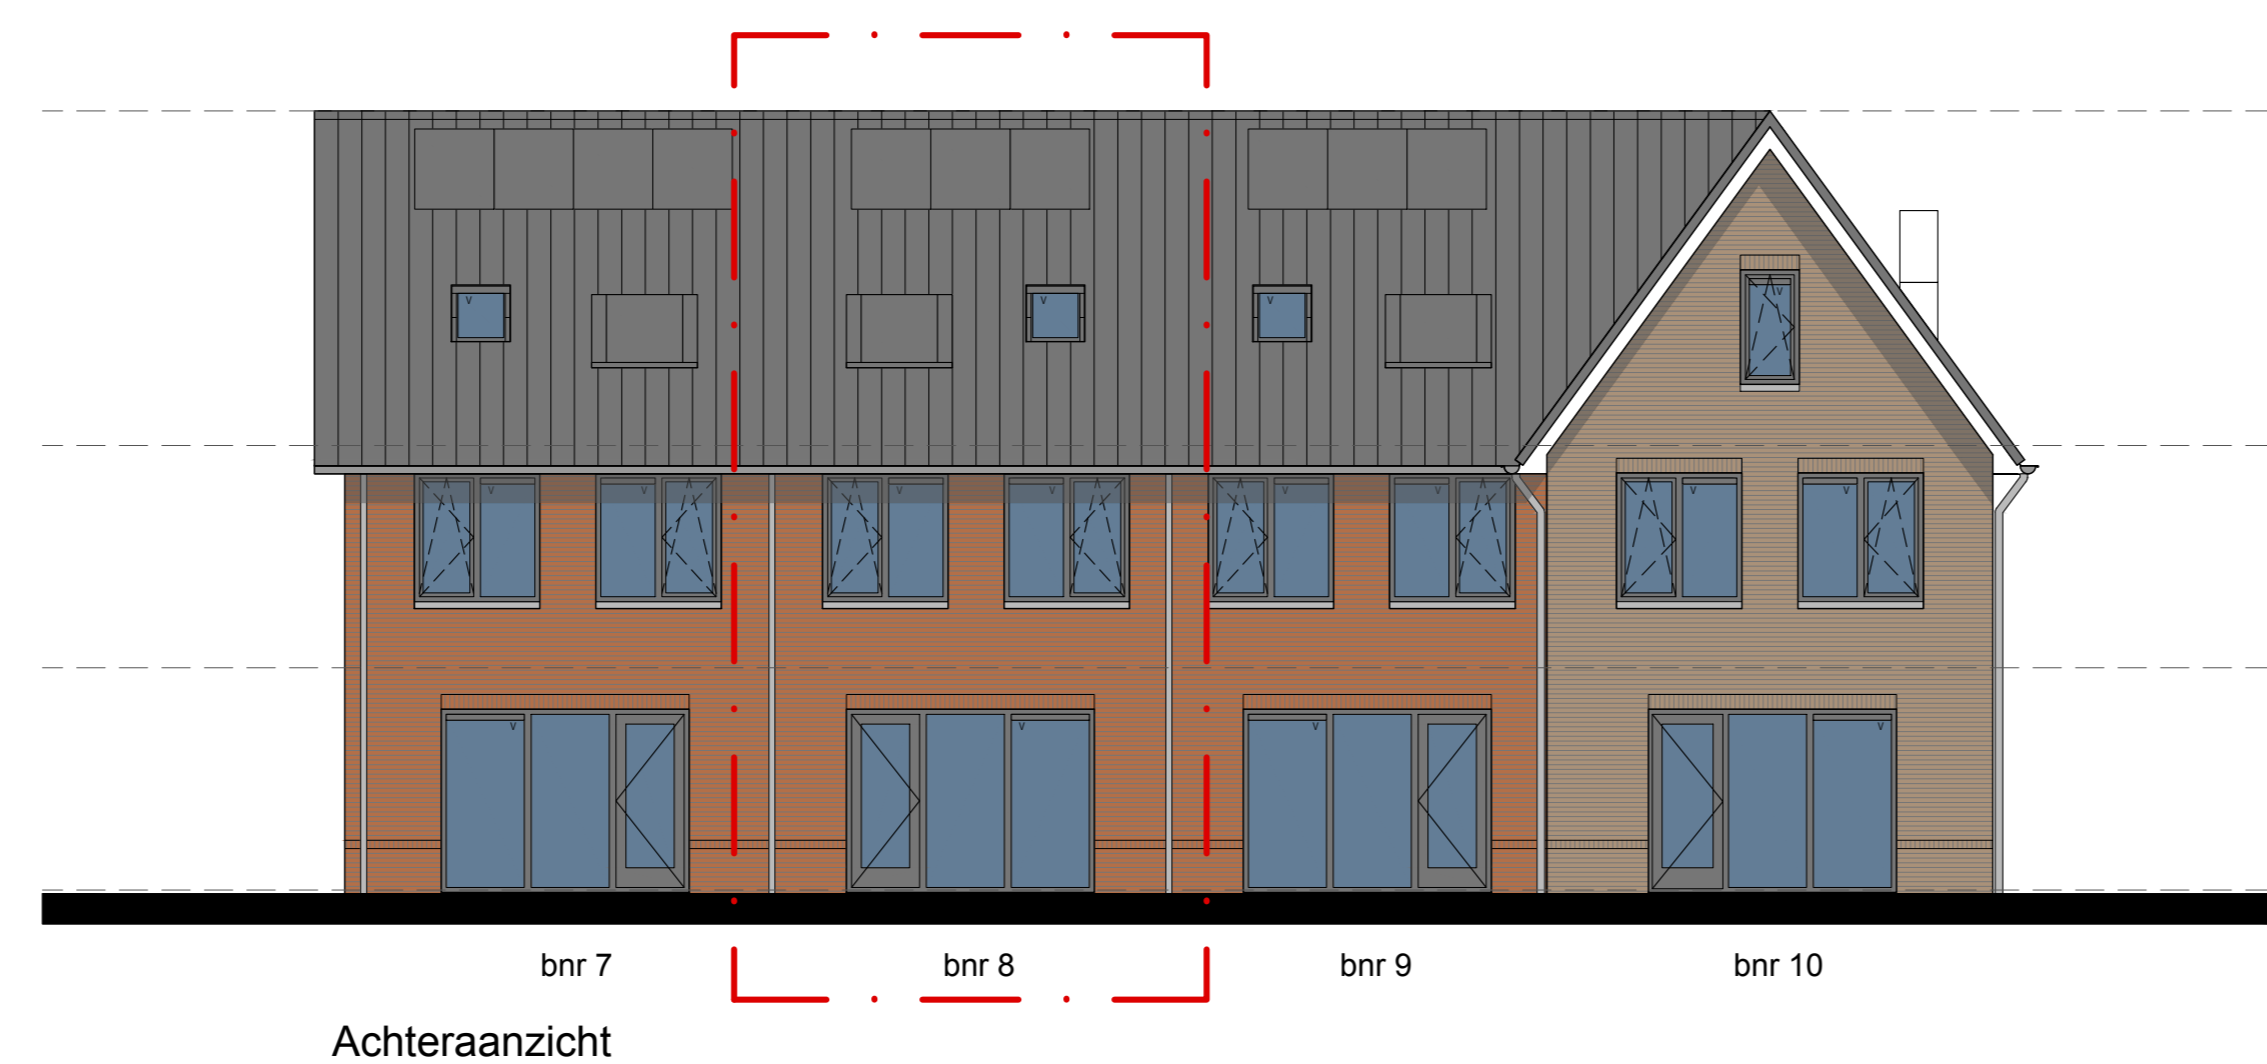 V V V V
V V V V V V V V
V V V V
bnr 7 bnr 8 bnr 9 bnr 10
Achteraanzicht